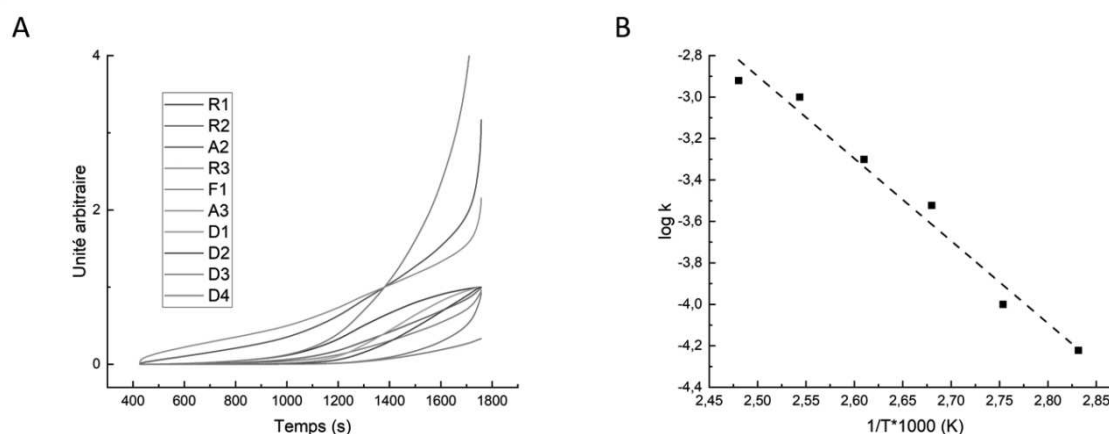 A
Unité arbitraire
4
2
0
R1
R2
A2
R3
F1
A3
D1
D2
D3
D4
400 600 800 1000 1200 1400 1600 1800
Temps (s)
B
log k
-2,8
-3,0
-3,2
-3,4
-3,6
-3,8
-4,0
-4,2
-4,4
2,45 2,50 2,55 2,60 2,65 2,70 2,75 2,80 2,85
1/T*1000 (K)